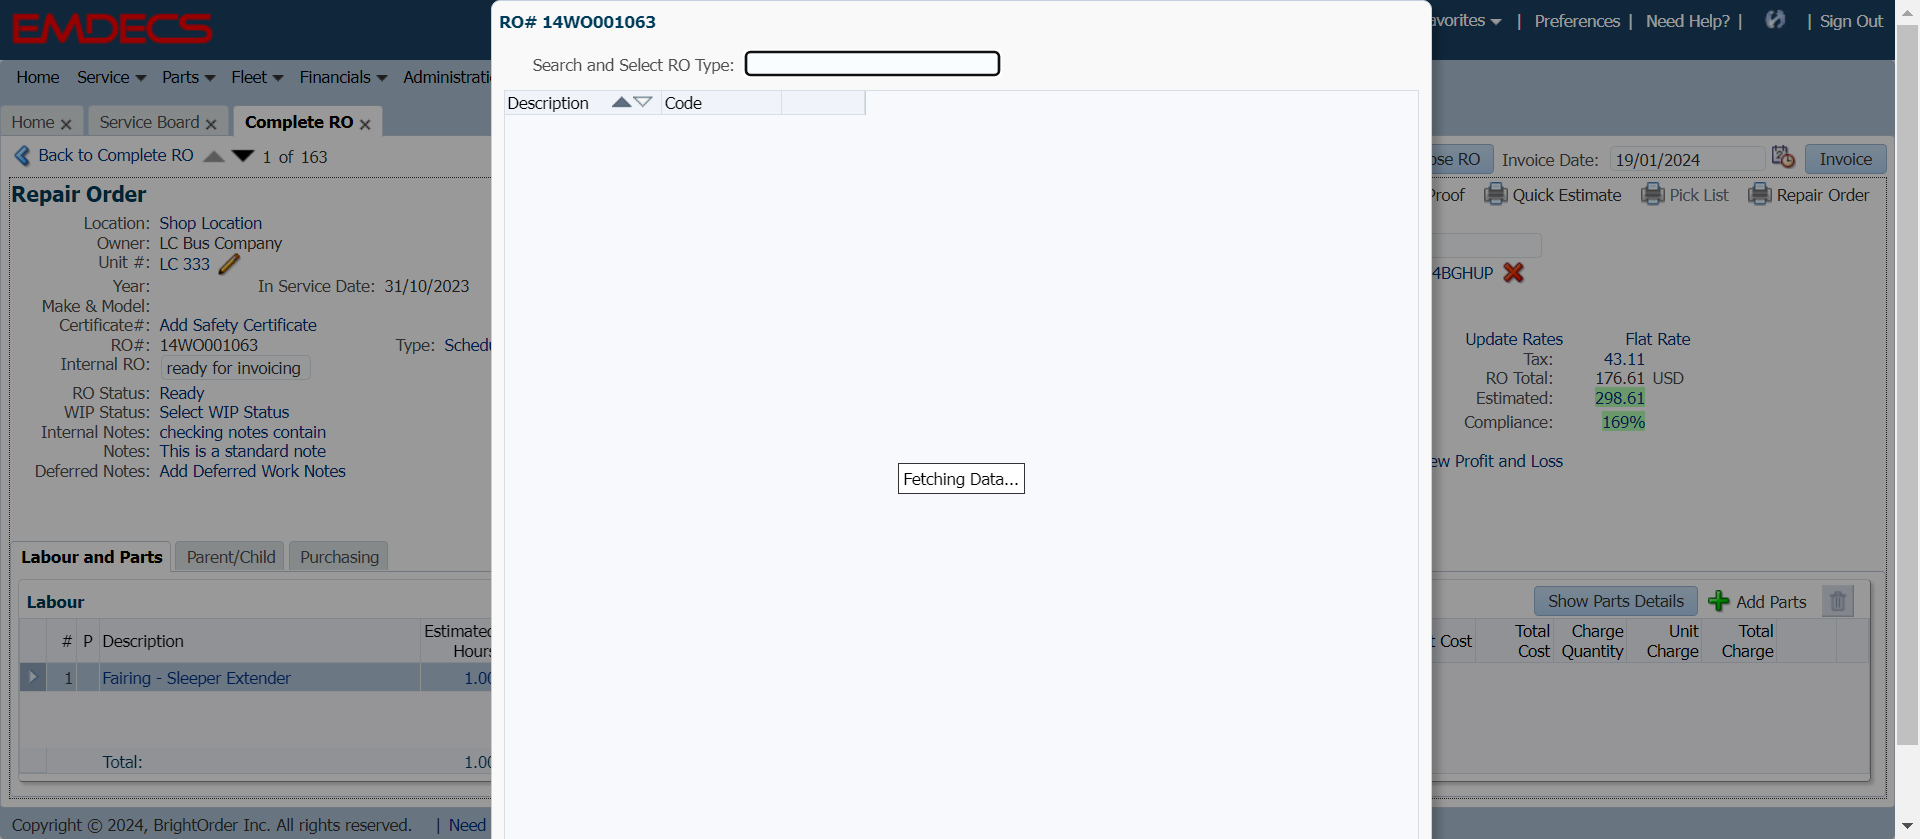 EMDECS
RO# 14WO001063
Search and Select RO Type:
Description Code
Fetching Data...
Preferences | Need Help? | | Sign Out
Home Service Parts Fleet Financials
Home Service Board Complete RO
Back to Complete RO 1 of 163
RO Invoice Date: 19/01/2024 Invoice
Quick Estimate Pick List Repair Order
Repair Order
Location: Shop Location
Owner: LC Bus Company
Unit #: LC 333
4BGHUP
Year: In Service Date: 31/10/2023
Make & Model:
Certificate#: Add Safety Certificate
RO#: 14WO001063 Type:
Internal RO: ready for invoicing
RO Status: Ready
WIP Status: Select WIP Status
Internal Notes: checking notes contain
Notes: This is a standard note
Deferred Notes: Add Deferred Work Notes
Update Rates Flat Rate
Tax: 43.11
RO Total: 176.61 USD
Estimated: 298.61
Compliance: 169%
Profit and Loss
Labour and Parts Parent/Child Purchasing
Labour
Show Parts Details Add Parts
# P Description Estimated Hours
Cost Total Cost Charge Quantity Unit Charge Total Charge
1 Fairing - Sleeper Extender 1.00
Total: 1.00
Copyright © 2024, BrightOrder Inc. All rights reserved. | Need